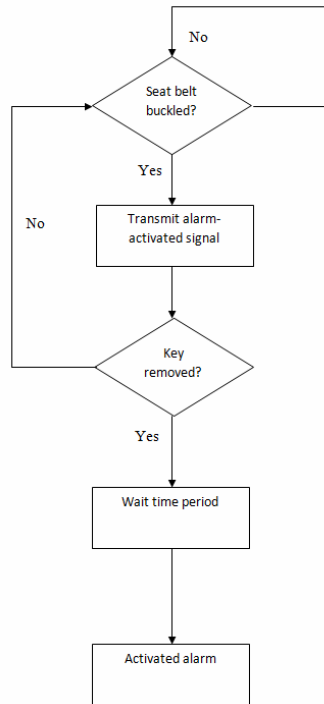 No
Seat belt
buckled?
Yes
Transmit alarm-
activated signal
No
Key
removed?
Yes
Wait time period
Activated alarm